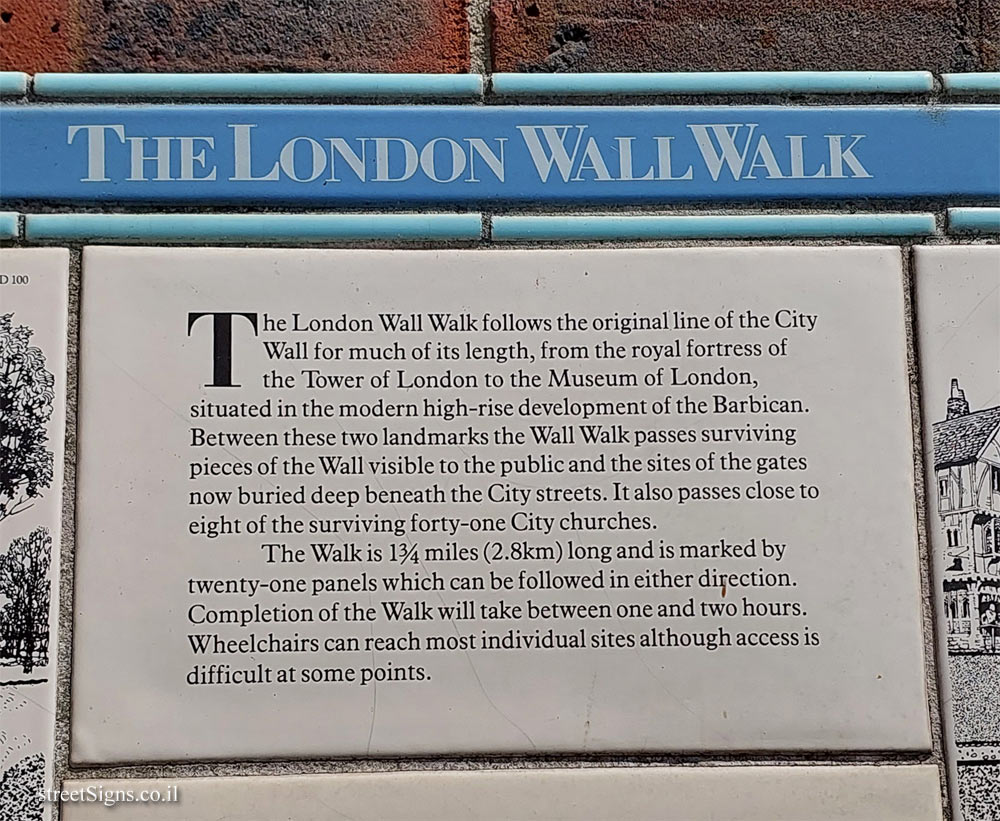 THE LONDON WALL WALK
D 100
The London Wall Walk follows the original line of the City
Wall for much of its length, from the royal fortress of
the Tower of London to the Museum of London,
situated in the modern high-rise development of the Barbican.
Between these two landmarks the Wall Walk passes surviving
pieces of the Wall visible to the public and the sites of the gates
now buried deep beneath the City streets. It also passes close to
eight of the surviving forty-one City churches.
The Walk is 1¾ miles (2.8km) long and is marked by
twenty-one panels which can be followed in either direction.
Completion of the Walk will take between one and two hours.
Wheelchairs can reach most individual sites although access is
difficult at some points.
streetSigns.co.il